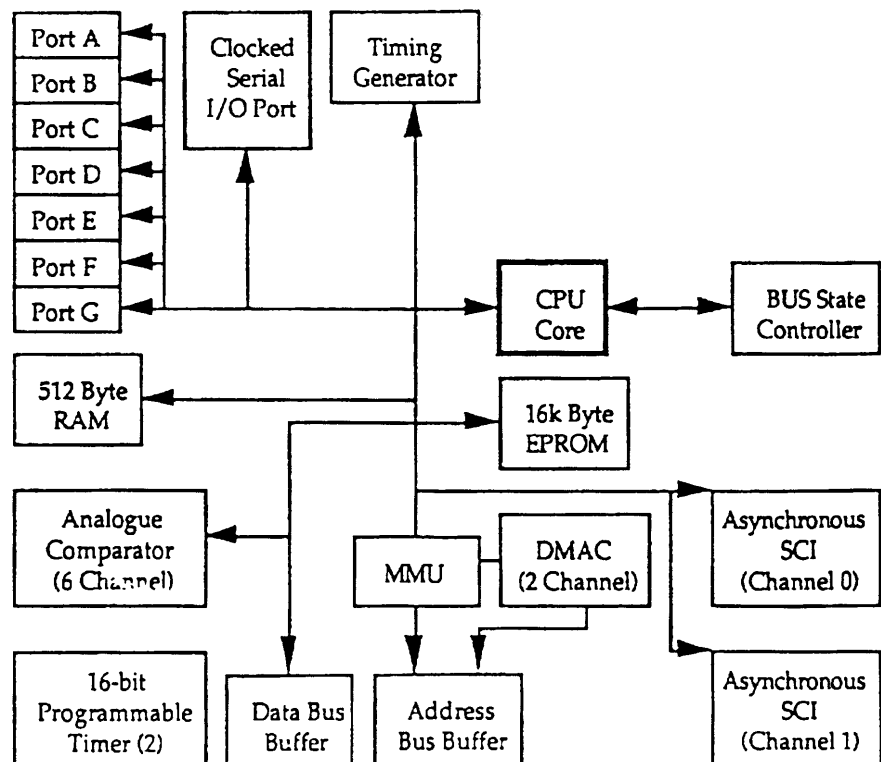 Port A
Port B
Port C
Port D
Port E
Port F
Port G
Clocked
Serial
I/O Port
Timing
Generator
CPU
Core
BUS State
Controller
512 Byte
RAM
16k Byte
EPROM
Analogue
Comparator
(6 Channel)
MMU
DMAC
(2 Channel)
Asynchronous
SCI
(Channel 0)
16-bit
Programmable
Timer (2)
Data Bus
Buffer
Address
Bus Buffer
Asynchronous
SCI
(Channel 1)